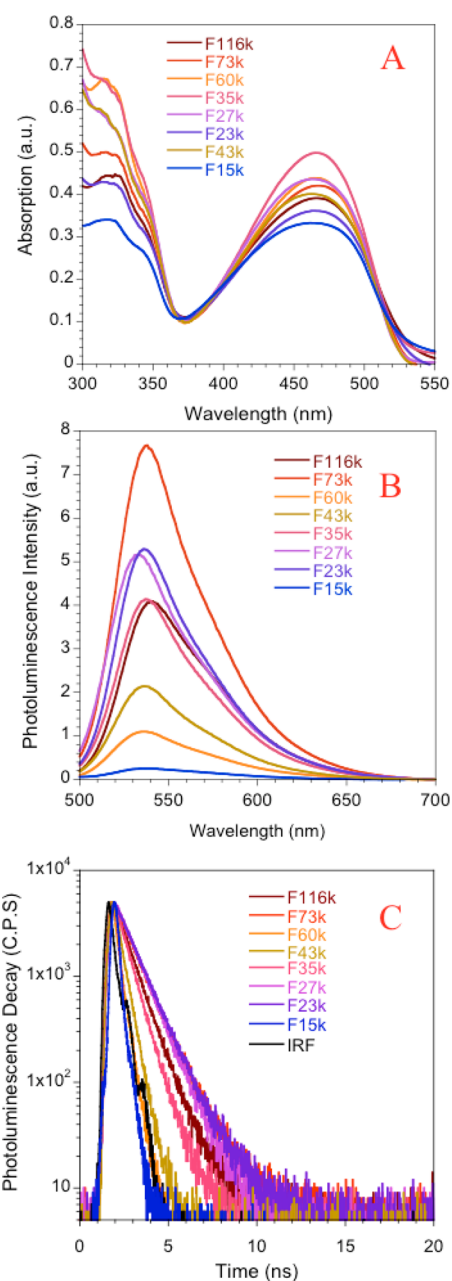 0.8
0.7
0.6
0.5
0.4
0.3
0.2
0.1
0
Absorption (a.u.)
F116k
F73k
F60k
F35k
F27k
F23k
F43k
F15k
A
300 350 400 450 500 550
Wavelength (nm)
8
7
6
5
4
3
2
1
0
Photoluminescence Intensity (a.u.)
F116k
F73k
F60k
F43k
F35k
F27k
F23k
F15k
B
500 550 600 650 700
Wavelength (nm)
1x10⁴
1x10³
1x10²
10
Photoluminescence Decay (C.P.S)
F116k
F73k
F60k
F43k
F35k
F27k
F23k
F15k
IRF
C
0 5 10 15 20
Time (ns)